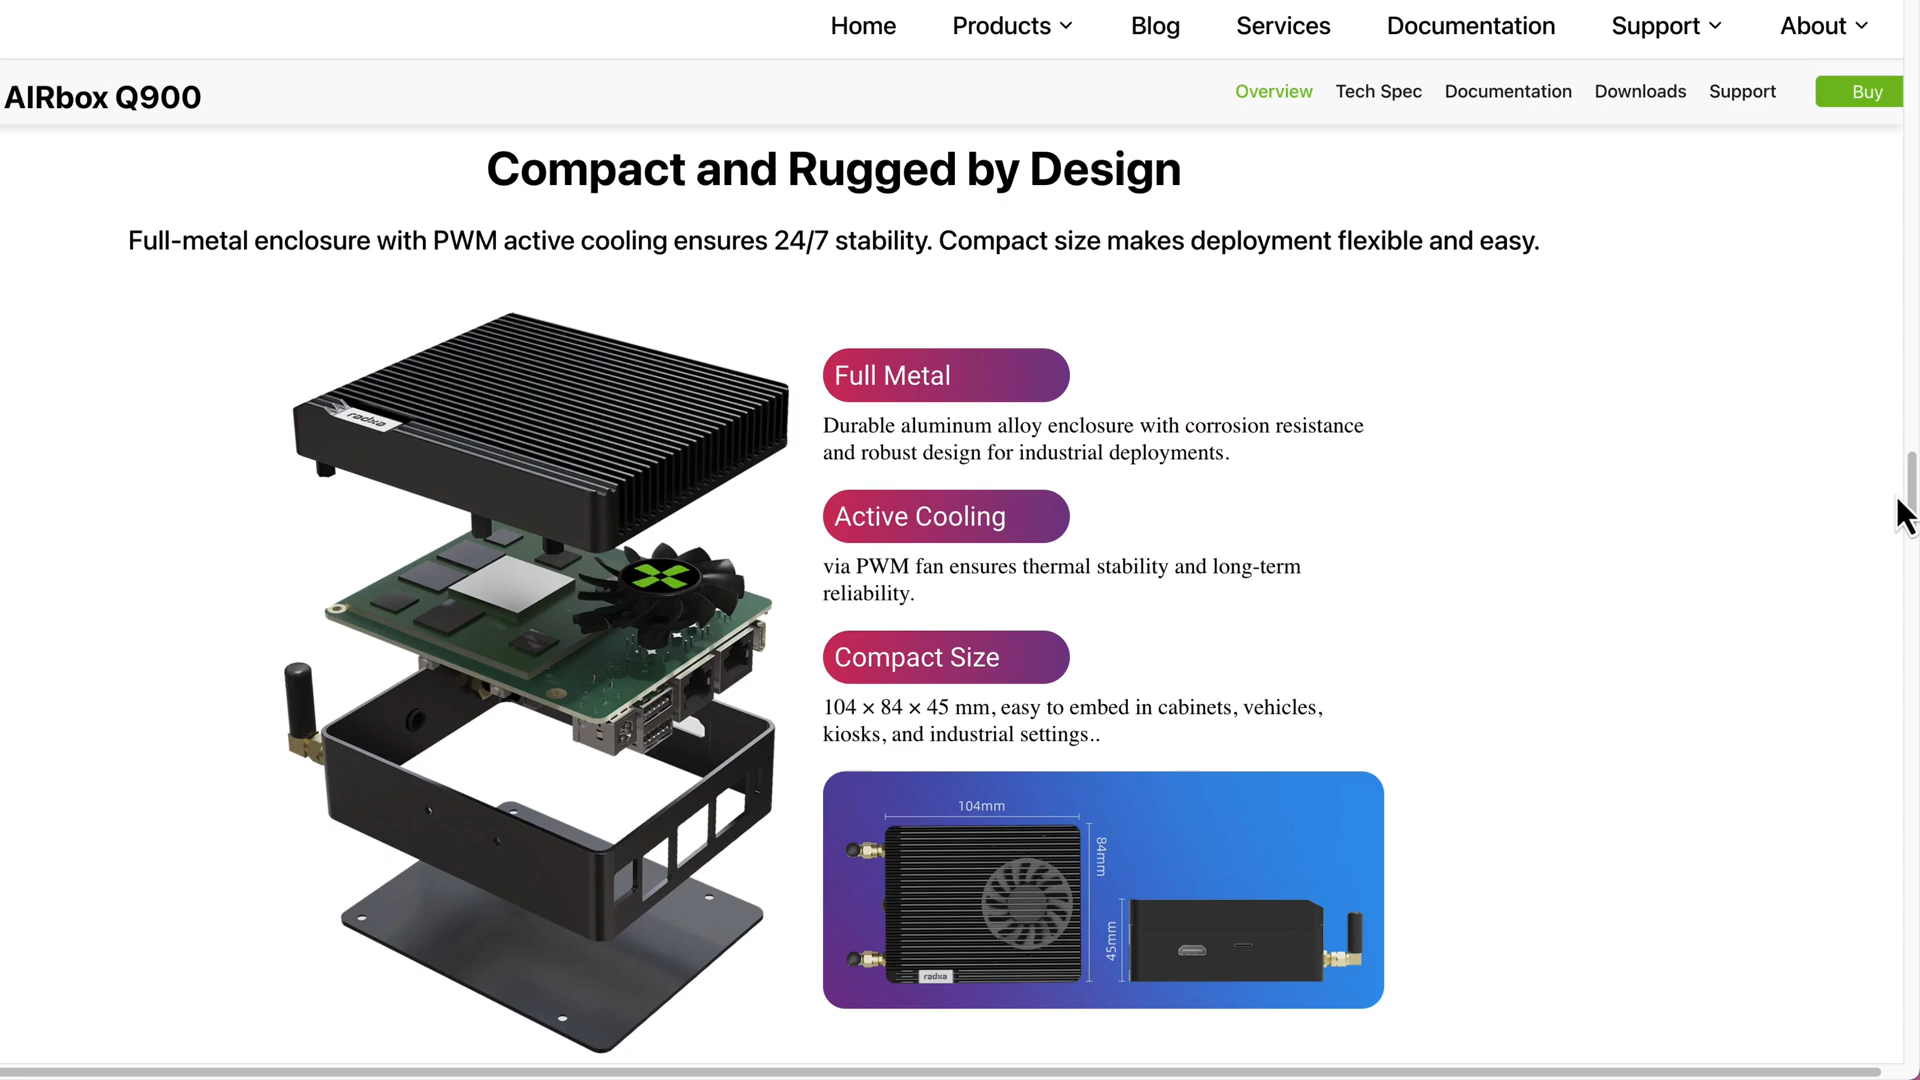 Home Products Blog Services Documentation Support About
AIRbox Q900
Overview Tech Spec Documentation Downloads Support Buy
Compact and Rugged by Design
Full-metal enclosure with PWM active cooling ensures 24/7 stability. Compact size makes deployment flexible and easy.
radxa
Full Metal
Durable aluminum alloy enclosure with corrosion resistance
and robust design for industrial deployments.
Active Cooling
via PWM fan ensures thermal stability and long-term
reliability.
Compact Size
104 × 84 × 45 mm, easy to embed in cabinets, vehicles,
kiosks, and industrial settings..
104mm
84mm
45mm
radxa